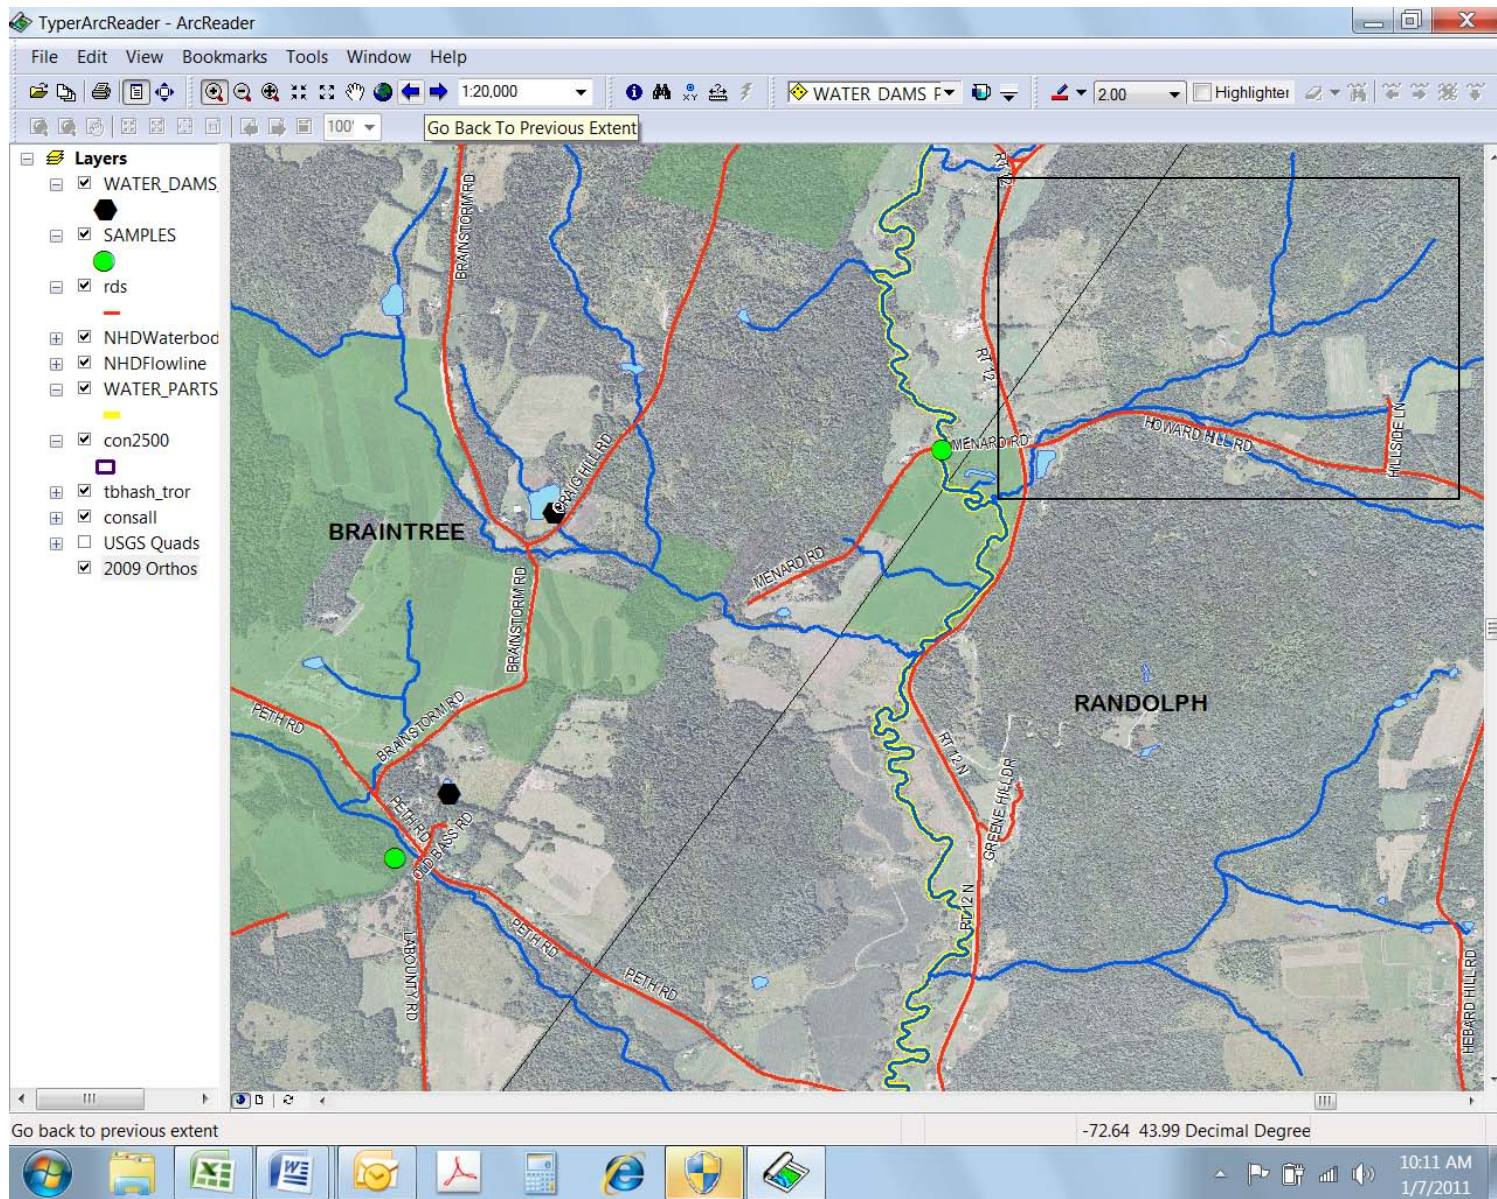 TyperArcReader - ArcReader
File Edit View Bookmarks Tools Window Help
1:20,000
WATER DAMS P
2.00
Highlighter
100%
Go Back To Previous Extent
Layers
WATER_DAMS_
SAMPLES
rds
NHDWaterbod
NHDFlowline
WATER_PARTS
con2500
tbhash_tror
consall
USGS Quads
2009 Orthos
BRAINSTORM RD
RT 12
RT 12
MENARD RD
HOWARD HILL RD
HILLSIDE LN
CRAIG HILL RD
BRAINTREE
MENARD RD
BRAINSTORM RD
RANDOLPH
PETH RD
BRAINSTORM RD
RT 12 N
GREENE HILL DR
PETH RD
OLD BASS RD
RT 12 N
PETH RD
LABOUNTY RD
PETH RD
HEBARD HILL RD
Go back to previous extent
-72.64 43.99 Decimal Degree
10:11 AM
1/7/2011